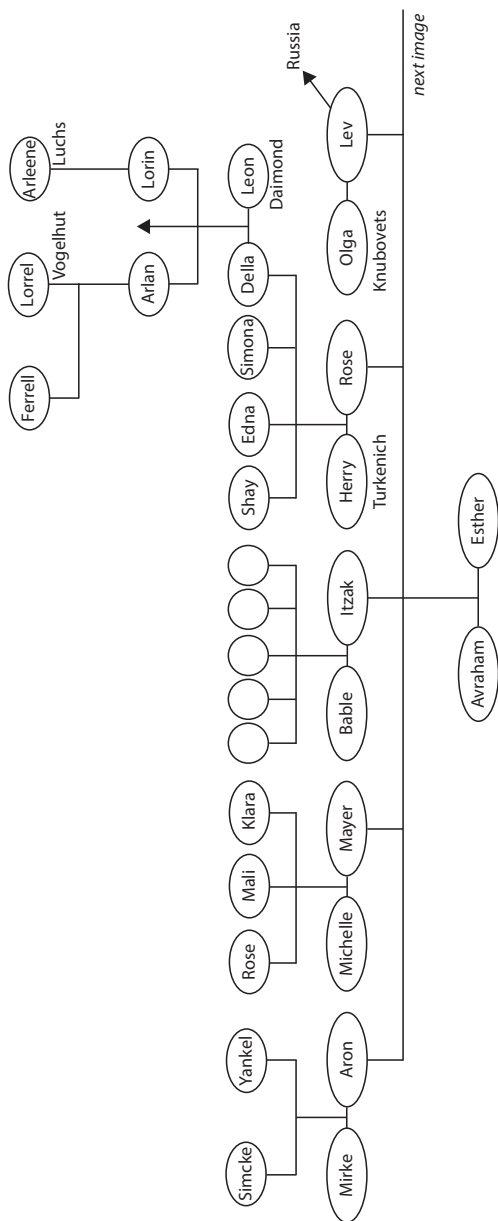 Ferrell
Lorrel
Arleene
Vogelhut
Luchs
Arlan
Lorin
Simcke
Yankel
Rose
Mali
Klara
Shay
Edna
Simona
Della
Leon
Daimond
Russia
Mirke
Aron
Michelle
Mayer
Bable
Itzak
Herry
Rose
Olga
Lev
Turkenich
Knubovets
next image
Avraham
Esther